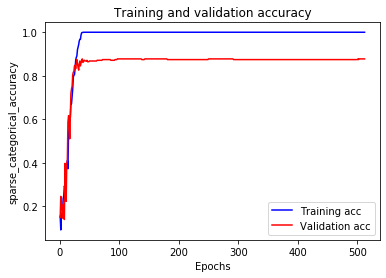 Training and validation accuracy
1.0
0.8
0.6
0.4
0.2
sparse_categorical_accuracy
0
100
200
300
400
500
Epochs
Training acc
Validation acc